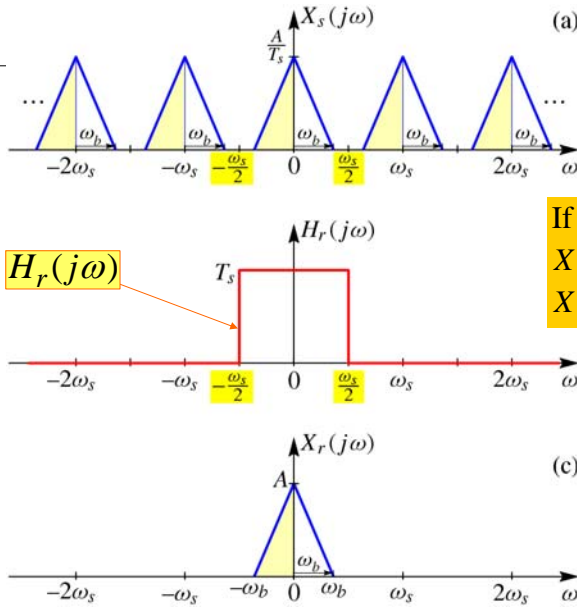 X_s(jω) (a)
A/T_s
... ω_b ω_b ω_b ω_b ω_b ...
−2ω_s −ω_s −ω_s/2 0 ω_s/2 ω_s 2ω_s ω
H_r(jω)
If
X
X
H_r(jω) T_s
−2ω_s −ω_s −ω_s/2 0 ω_s/2 ω_s 2ω_s ω
X_r(jω) (c)
A
ω_b
−2ω_s −ω_s −ω_b 0 ω_b ω_s 2ω_s ω